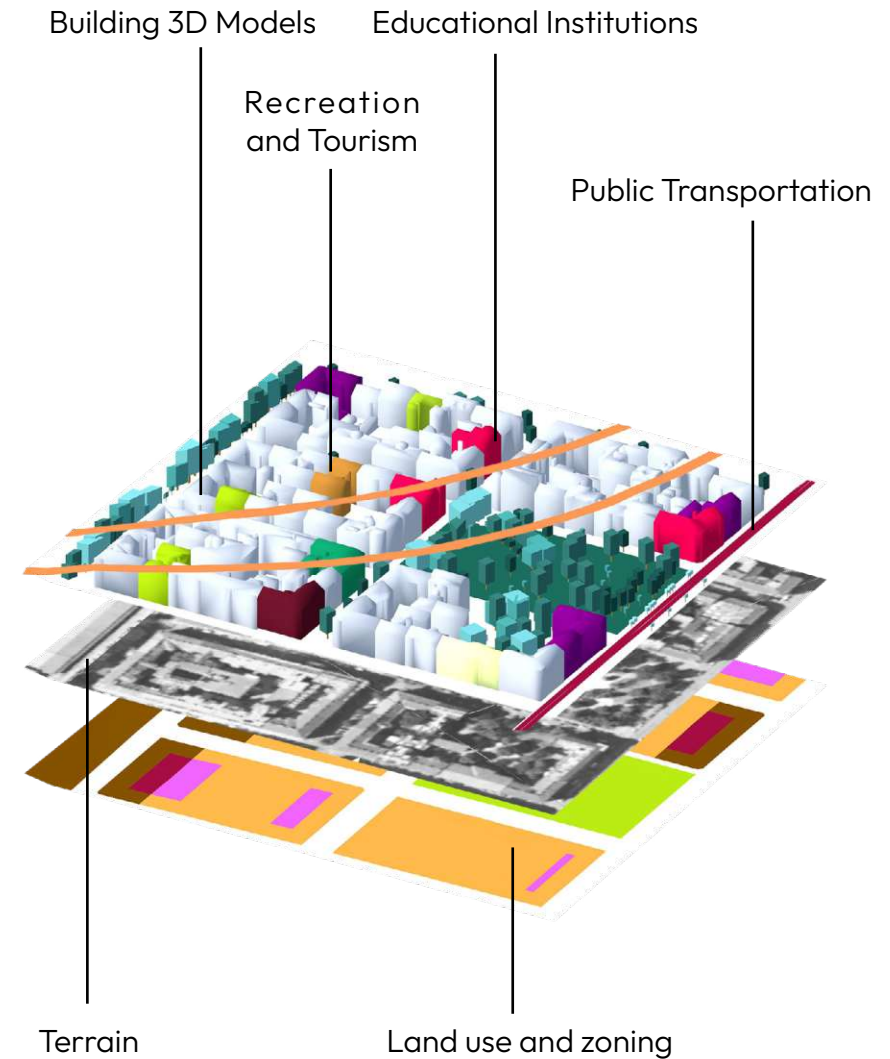 Building 3D Models
Educational Institutions
Recreation
and Tourism
Public Transportation
Terrain
Land use and zoning